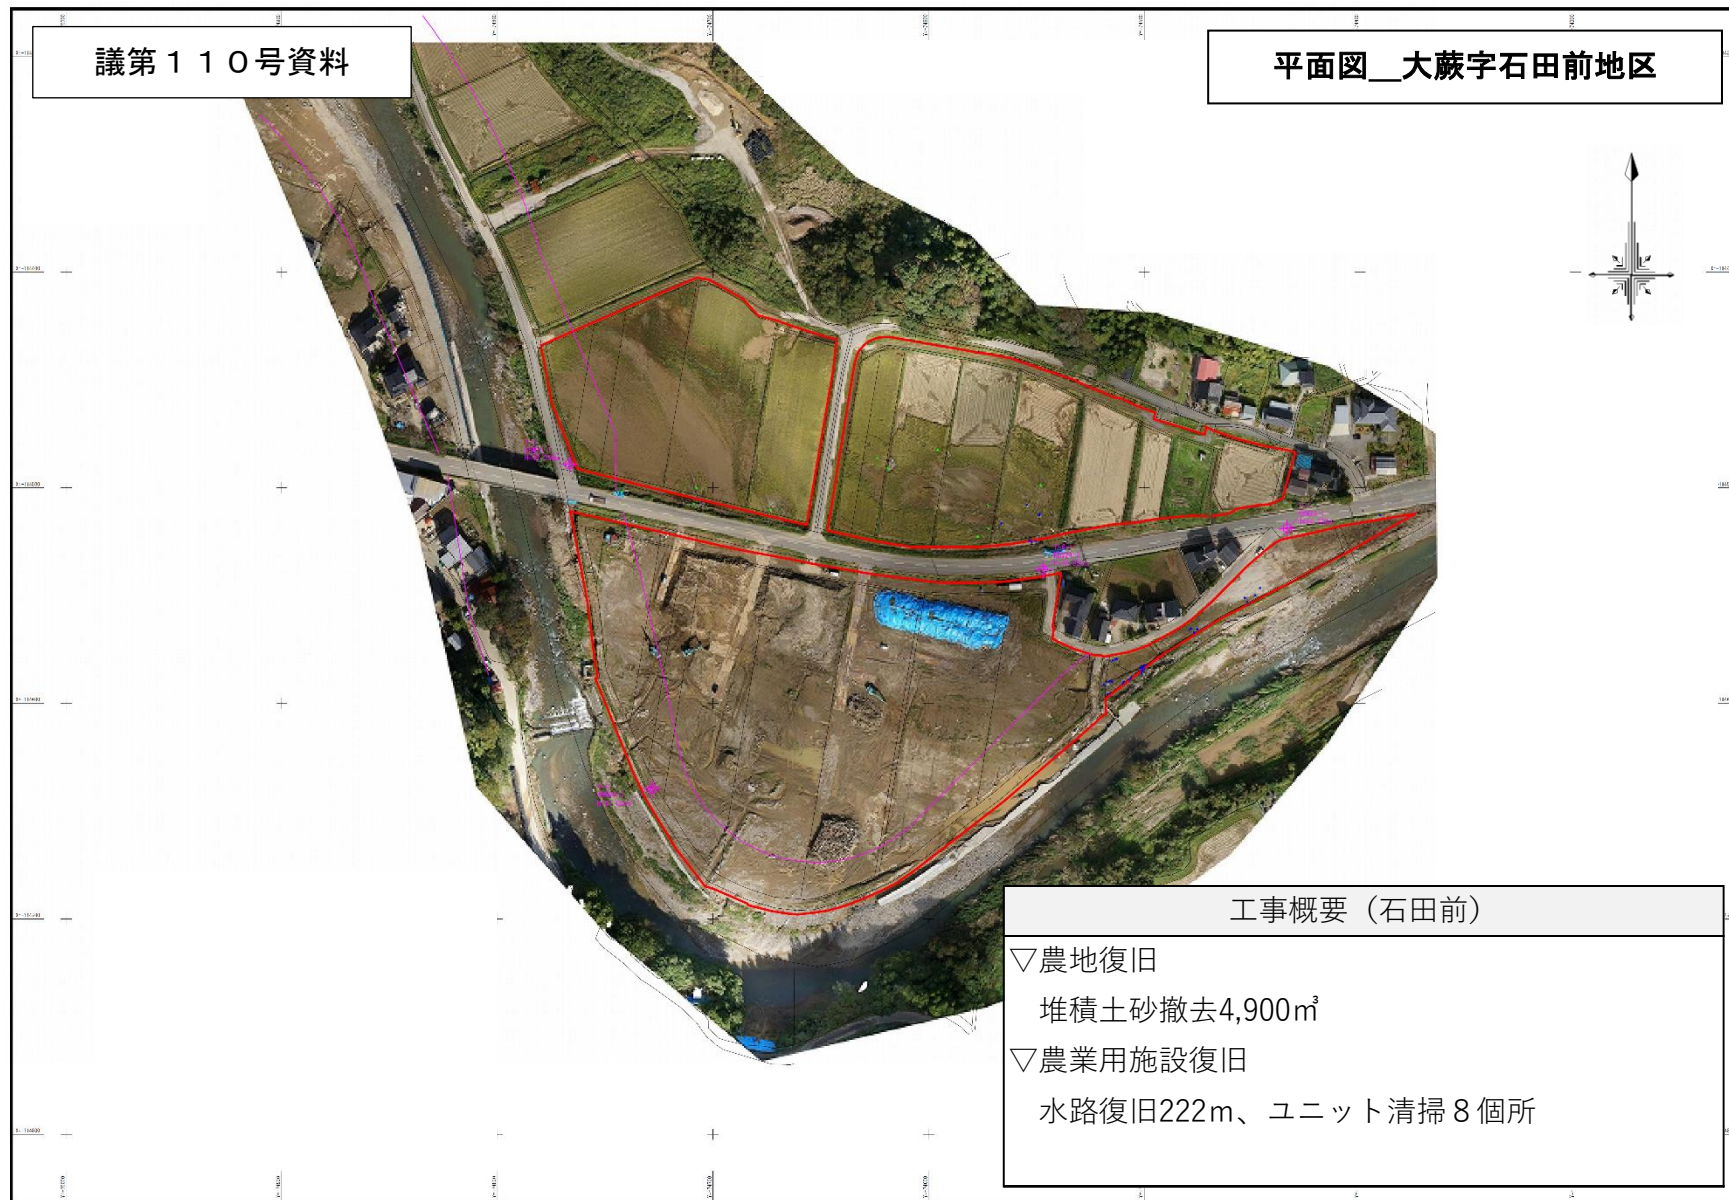 議第１１０号資料
平面図__大蕨字石田前地区
工事概要（石田前）
▽農地復旧
堆積土砂撤去4,900㎥
▽農業用施設復旧
水路復旧222ｍ、ユニット清掃８個所